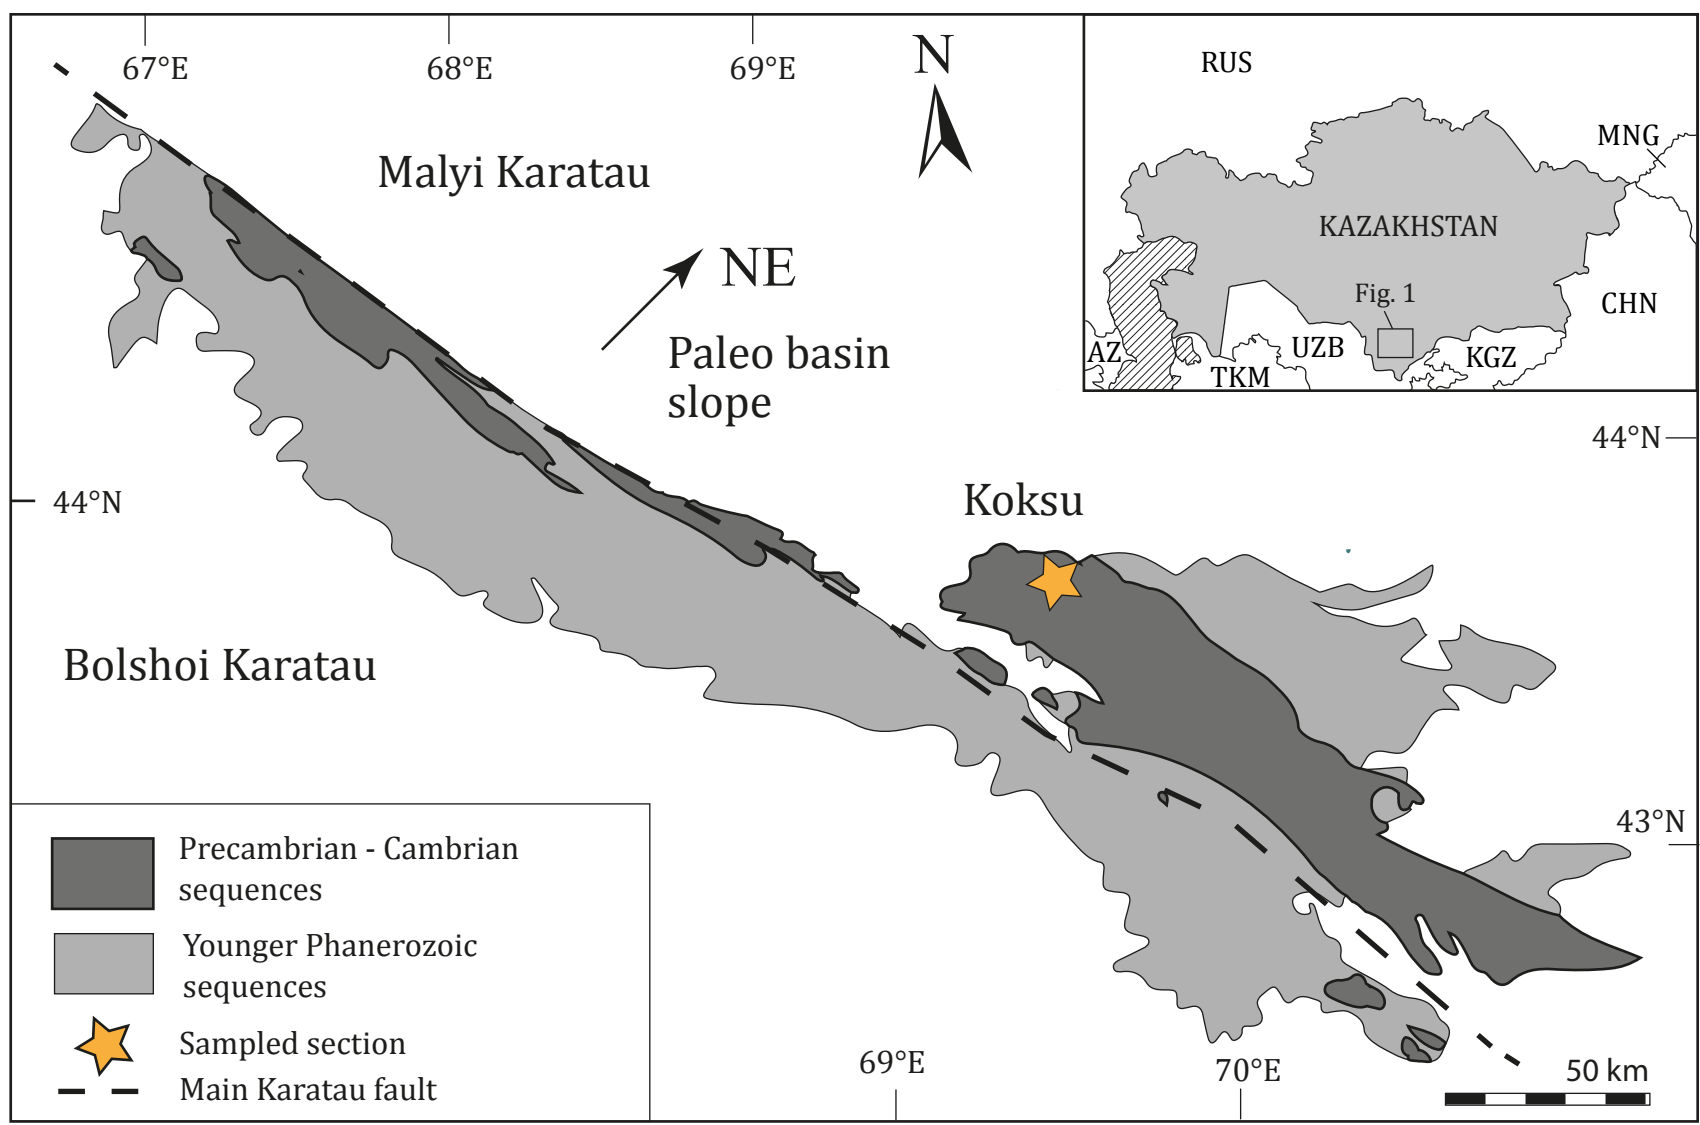 67°E
68°E
69°E
N
Malyi Karatau
NE
Paleo basin
slope
RUS
MNG
KAZAKHSTAN
Fig. 1
CHN
AZ
UZB
KGZ
TKM
44°N
44°N
Koksu
Bolshoi Karatau
43°N
Precambrian - Cambrian
sequences
Younger Phanerozoic
sequences
Sampled section
Main Karatau fault
69°E
70°E
50 km